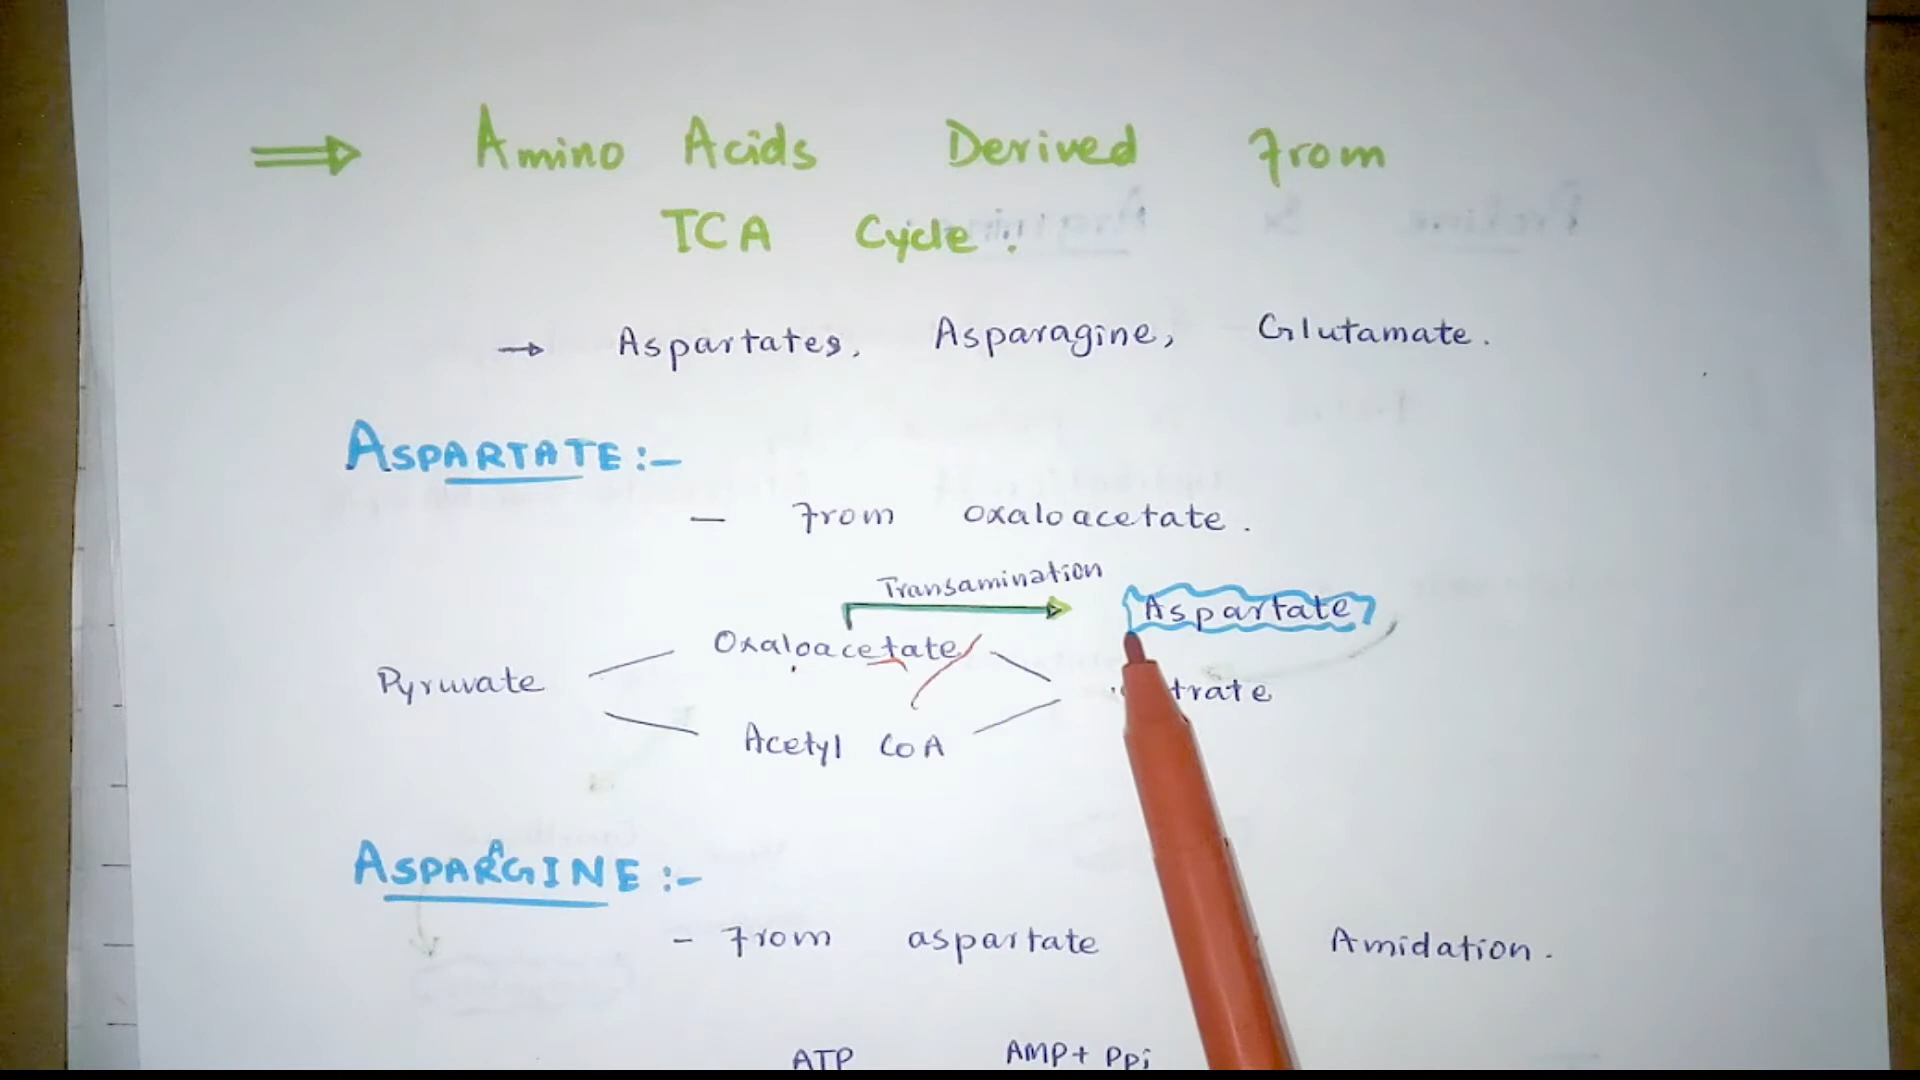 Amino Acids Derived from
TCA Cycle.
→ Aspartates, Asparagine, Glutamate.
ASPARTATE:-
- from oxaloacetate.
Transamination
Aspartate
Oxaloacetate
Pyruvate
trate
Acetyl CoA
ASPARAGINE:-
- from aspartate Amidation.
ATP AMP+ PPi